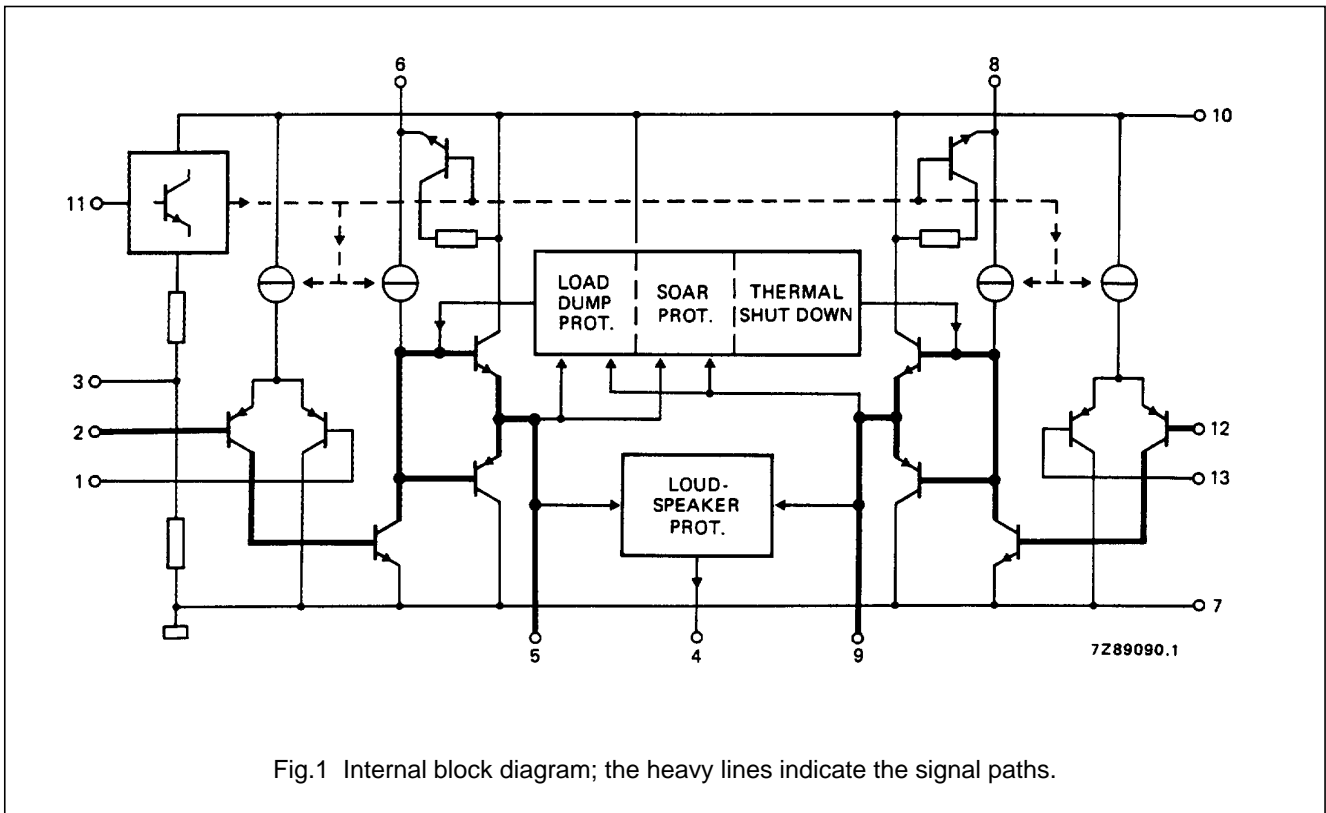 6
8
10
11
LOAD
DUMP
PROT.
SOAR
PROT.
THERMAL
SHUT DOWN
3
2
12
1
13
LOUD-
SPEAKER
PROT.
7
5
4
9
7Z89090.1
Fig.1 Internal block diagram; the heavy lines indicate the signal paths.